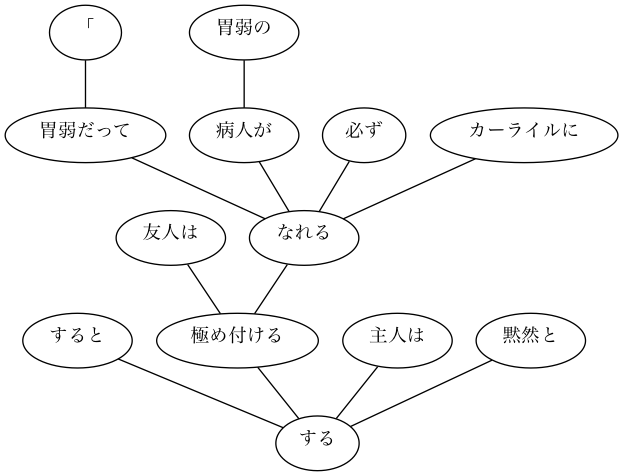 「
胃弱の
胃弱だって
病人が
必ず
カーライルに
友人は
なれる
すると
極め付ける
主人は
黙然と
する